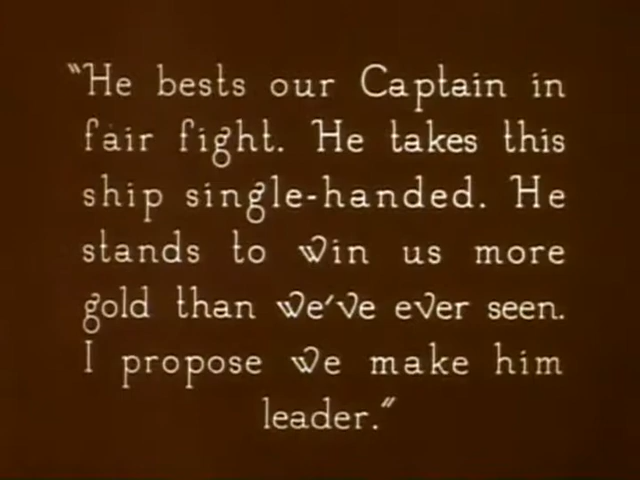 "He bests our Captain in
fair fight. He takes this
ship single-handed. He
stands to win us more
gold than we've ever seen.
I propose we make him
leader."